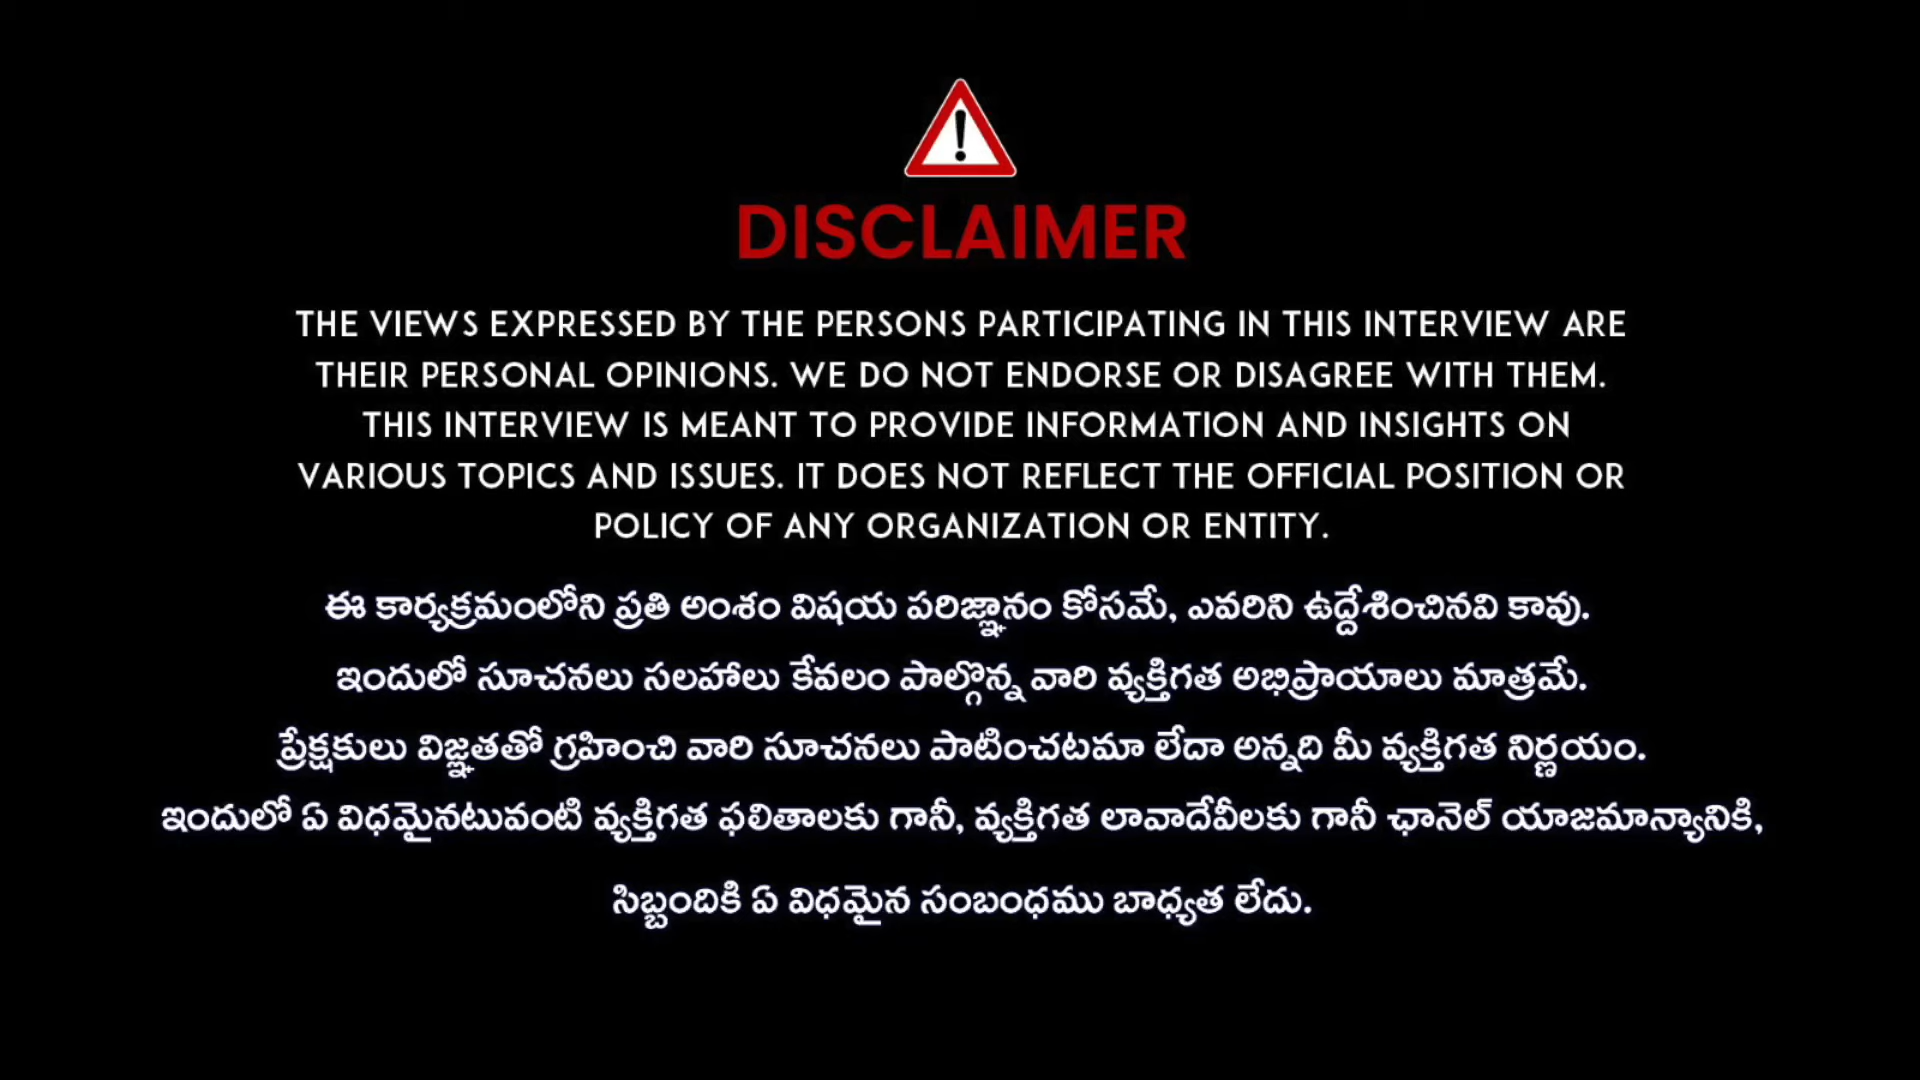 DISCLAIMER
THE VIEWS EXPRESSED BY THE PERSONS PARTICIPATING IN THIS INTERVIEW ARE
THEIR PERSONAL OPINIONS. WE DO NOT ENDORSE OR DISAGREE WITH THEM.
THIS INTERVIEW IS MEANT TO PROVIDE INFORMATION AND INSIGHTS ON
VARIOUS TOPICS AND ISSUES. IT DOES NOT REFLECT THE OFFICIAL POSITION OR
POLICY OF ANY ORGANIZATION OR ENTITY.
ఈ కార్యక్రమంలోని ప్రతి అంశం విషయ పరిజ్ఞానం కోసమే, ఎవరిని ఉద్దేశించినవి కావు.
ఇందులో సూచనలు సలహాలు కేవలం పాల్గొన్న వారి వ్యక్తిగత అభిప్రాయాలు మాత్రమే.
ప్రేక్షకులు విజ్ఞతతో గ్రహించి వారి సూచనలు పాటించటమా లేదా అన్నది మీ వ్యక్తిగత నిర్ణయం.
ఇందులో ఏ విధమైనటువంటి వ్యక్తిగత ఫలితాలకు గానీ, వ్యక్తిగత లావాదేవీలకు గానీ ఛానెల్ యాజమాన్యానికి,
సిబ్బందికి ఏ విధమైన సంబంధము బాధ్యత లేదు.